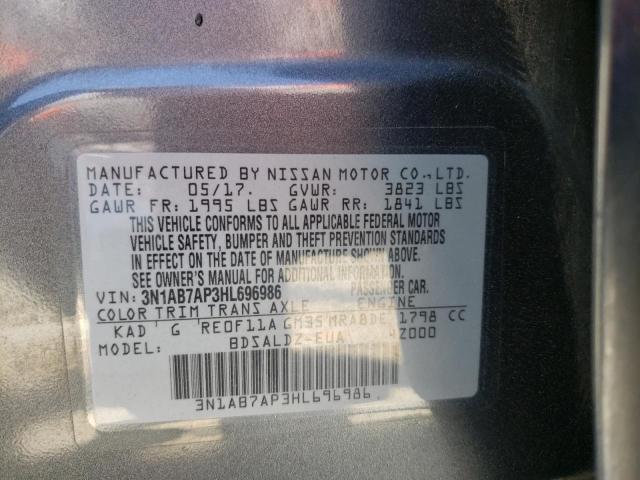 MANUFACTURED BY NISSAN MOTOR CO.,LTD.
DATE: 05/17. GVWR: 3823 LBS
GAWR FR: 1995 LBS GAWR RR: 1841 LBS
THIS VEHICLE CONFORMS TO ALL APPLICABLE FEDERAL MOTOR
VEHICLE SAFETY, BUMPER AND THEFT PREVENTION STANDARDS
IN EFFECT ON THE DATE OF MANUFACTURE SHOWN ABOVE.
SEE OWNER'S MANUAL FOR ADDITIONAL INFORMATION.
VIN: 3N1AB7AP3HL696986 PASSENGER CAR.
COLOR TRIM TRANS AXLE ENGINE
KAD G RE0F11A GM35 MRA8DE 1798 CC
MODEL: BDSALDZ-EUA
3N1AB7AP3HL696986